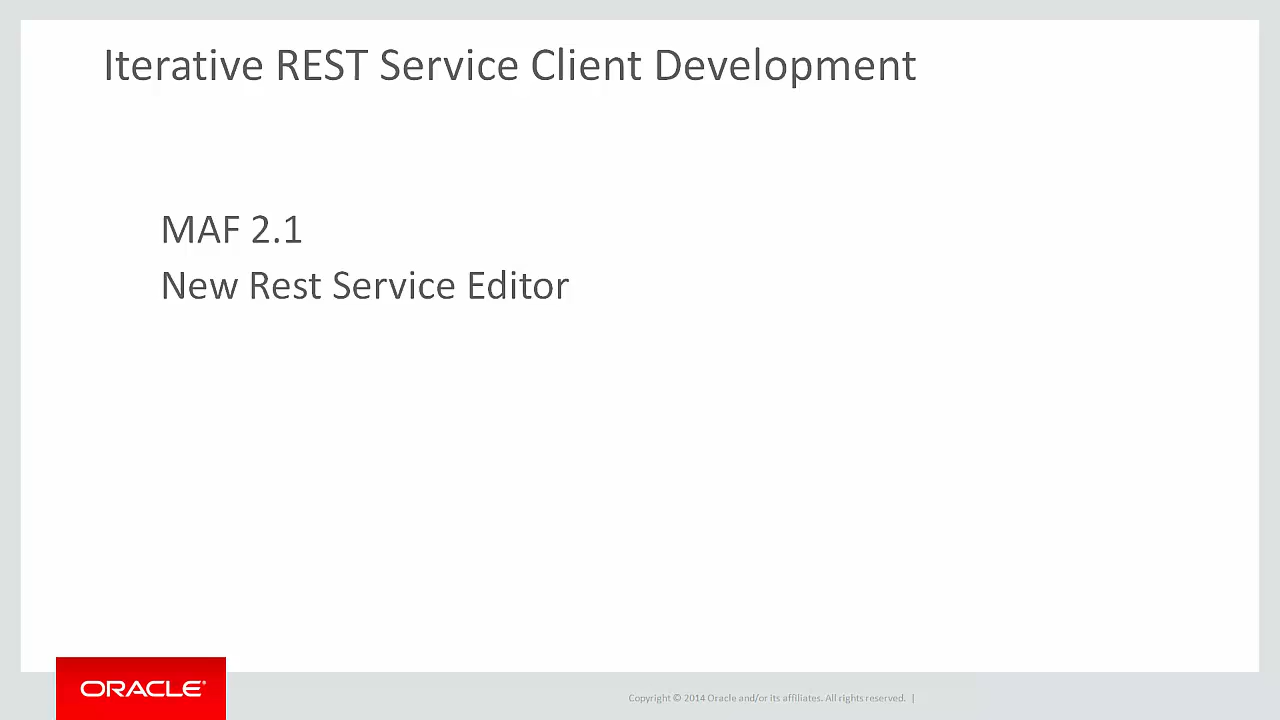 Iterative REST Service Client Development
MAF 2.1
New Rest Service Editor
ORACLE®
Copyright © 2014 Oracle and/or its affiliates. All rights reserved. |